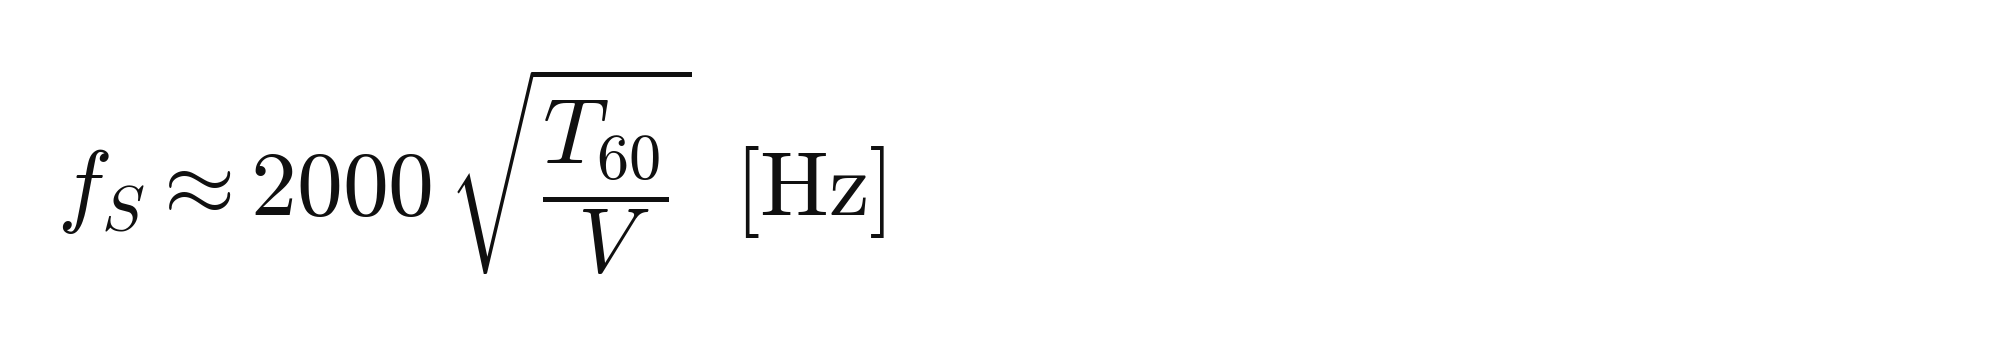 f_S ≈ 2000 √(T_60 / V) [Hz]